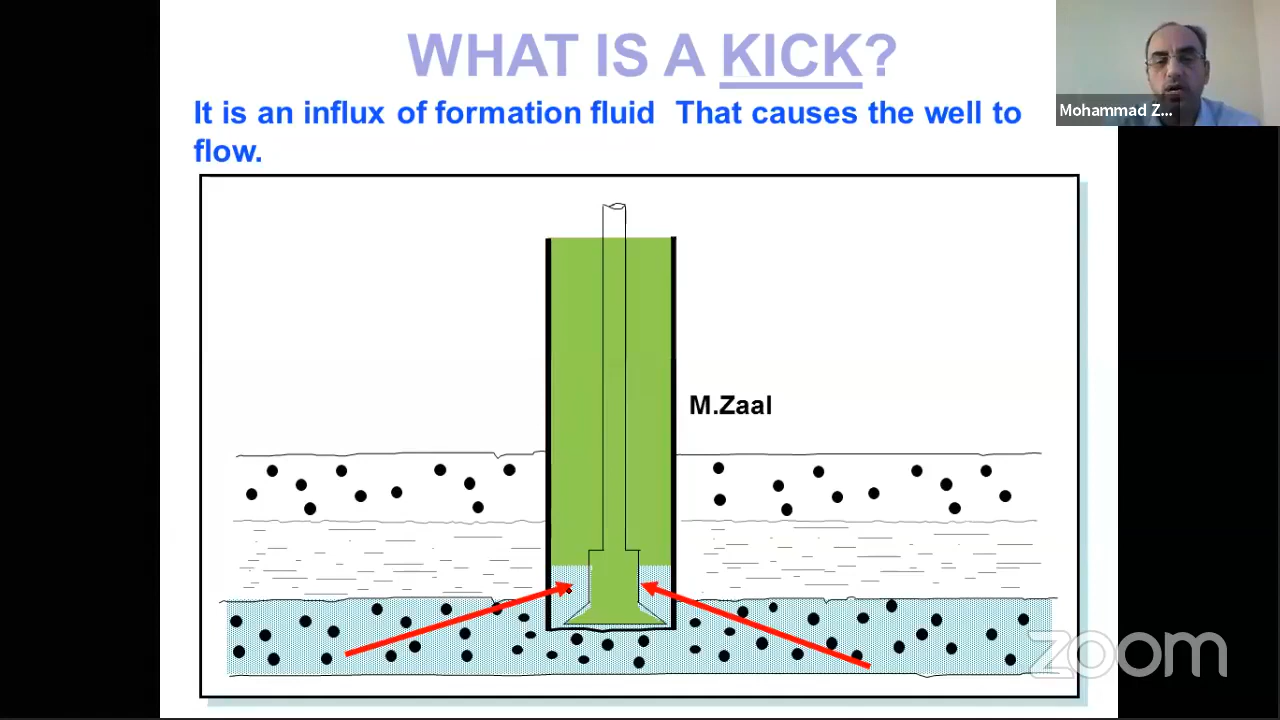 WHAT IS A KICK?
It is an influx of formation fluid That causes the well to
flow.
Mohammad Z...
M.Zaal
zoom